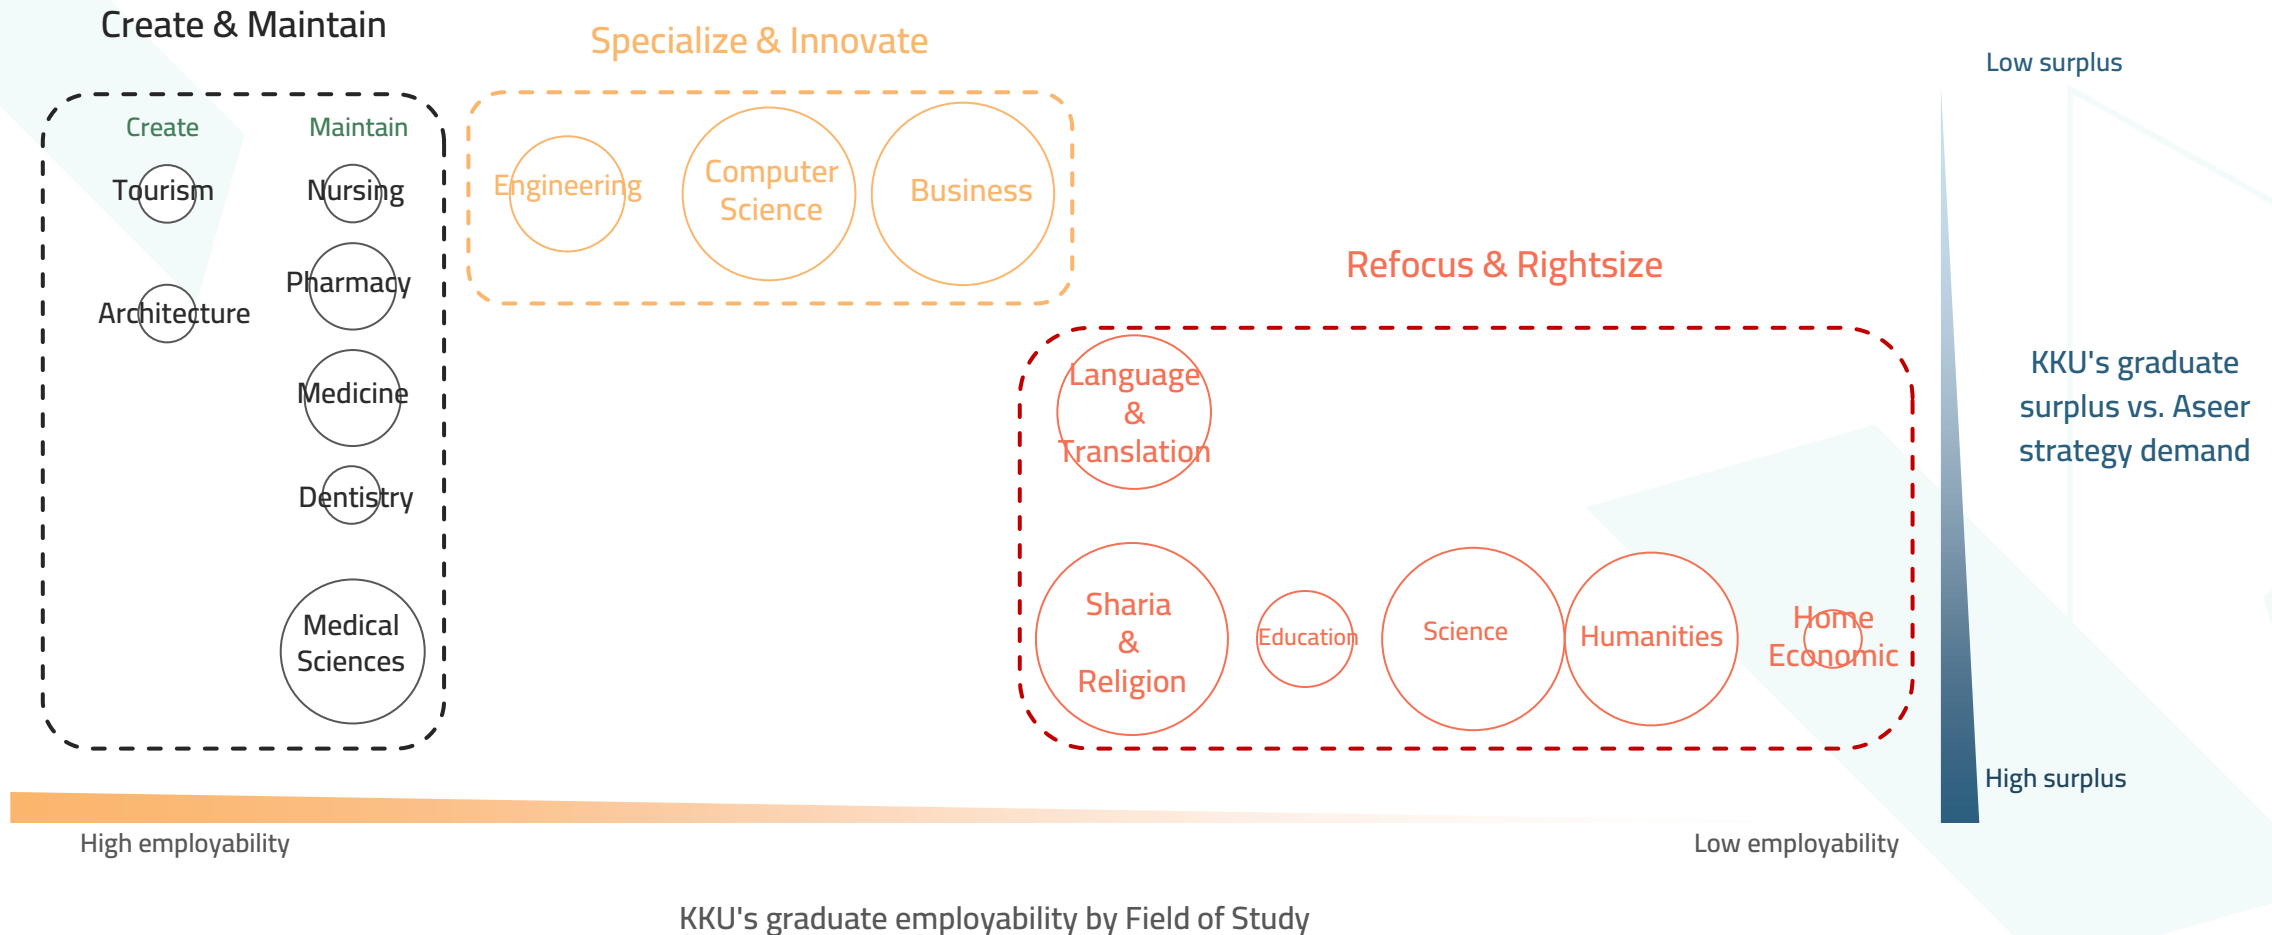 Create & Maintain
Specialize & Innovate
Low surplus
Create
Maintain
Tourism
Nursing
Engineering
Computer
Science
Business
Pharmacy
Architecture
Medicine
Dentistry
Medical
Sciences
Refocus & Rightsize
Language
&
Translation
Sharia
&
Religion
Education
Science
Humanities
Home
Economic
KKU's graduate
surplus vs. Aseer
strategy demand
High surplus
High employability
Low employability
KKU's graduate employability by Field of Study